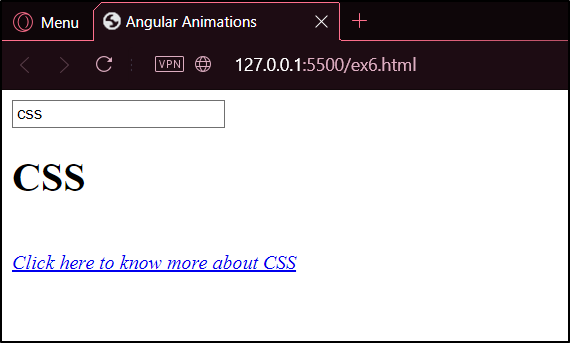 Menu
Angular Animations
VPN
127.0.0.1:5500/ex6.html
css
CSS
Click here to know more about CSS